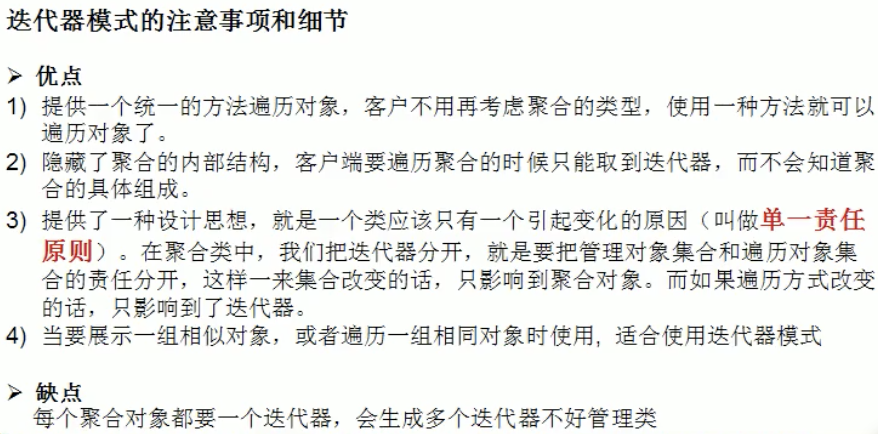 迭代器模式的注意事项和细节
➢ 优点
1) 提供一个统一的方法遍历对象，客户不用再考虑聚合的类型，使用一种方法就可以
遍历对象了。
2) 隐藏了聚合的内部结构，客户端要遍历聚合的时候只能取到迭代器，而不会知道聚
合的具体组成。
3) 提供了一种设计思想，就是一个类应该只有一个引起变化的原因（叫做单一责任
原则）。在聚合类中，我们把迭代器分开，就是要把管理对象集合和遍历对象集
合的责任分开，这样一来集合改变的话，只影响到聚合对象。而如果遍历方式改变
的话，只影响到了迭代器。
4) 当要展示一组相似对象，或者遍历一组相同对象时使用, 适合使用迭代器模式
➢ 缺点
每个聚合对象都要一个迭代器，会生成多个迭代器不好管理类